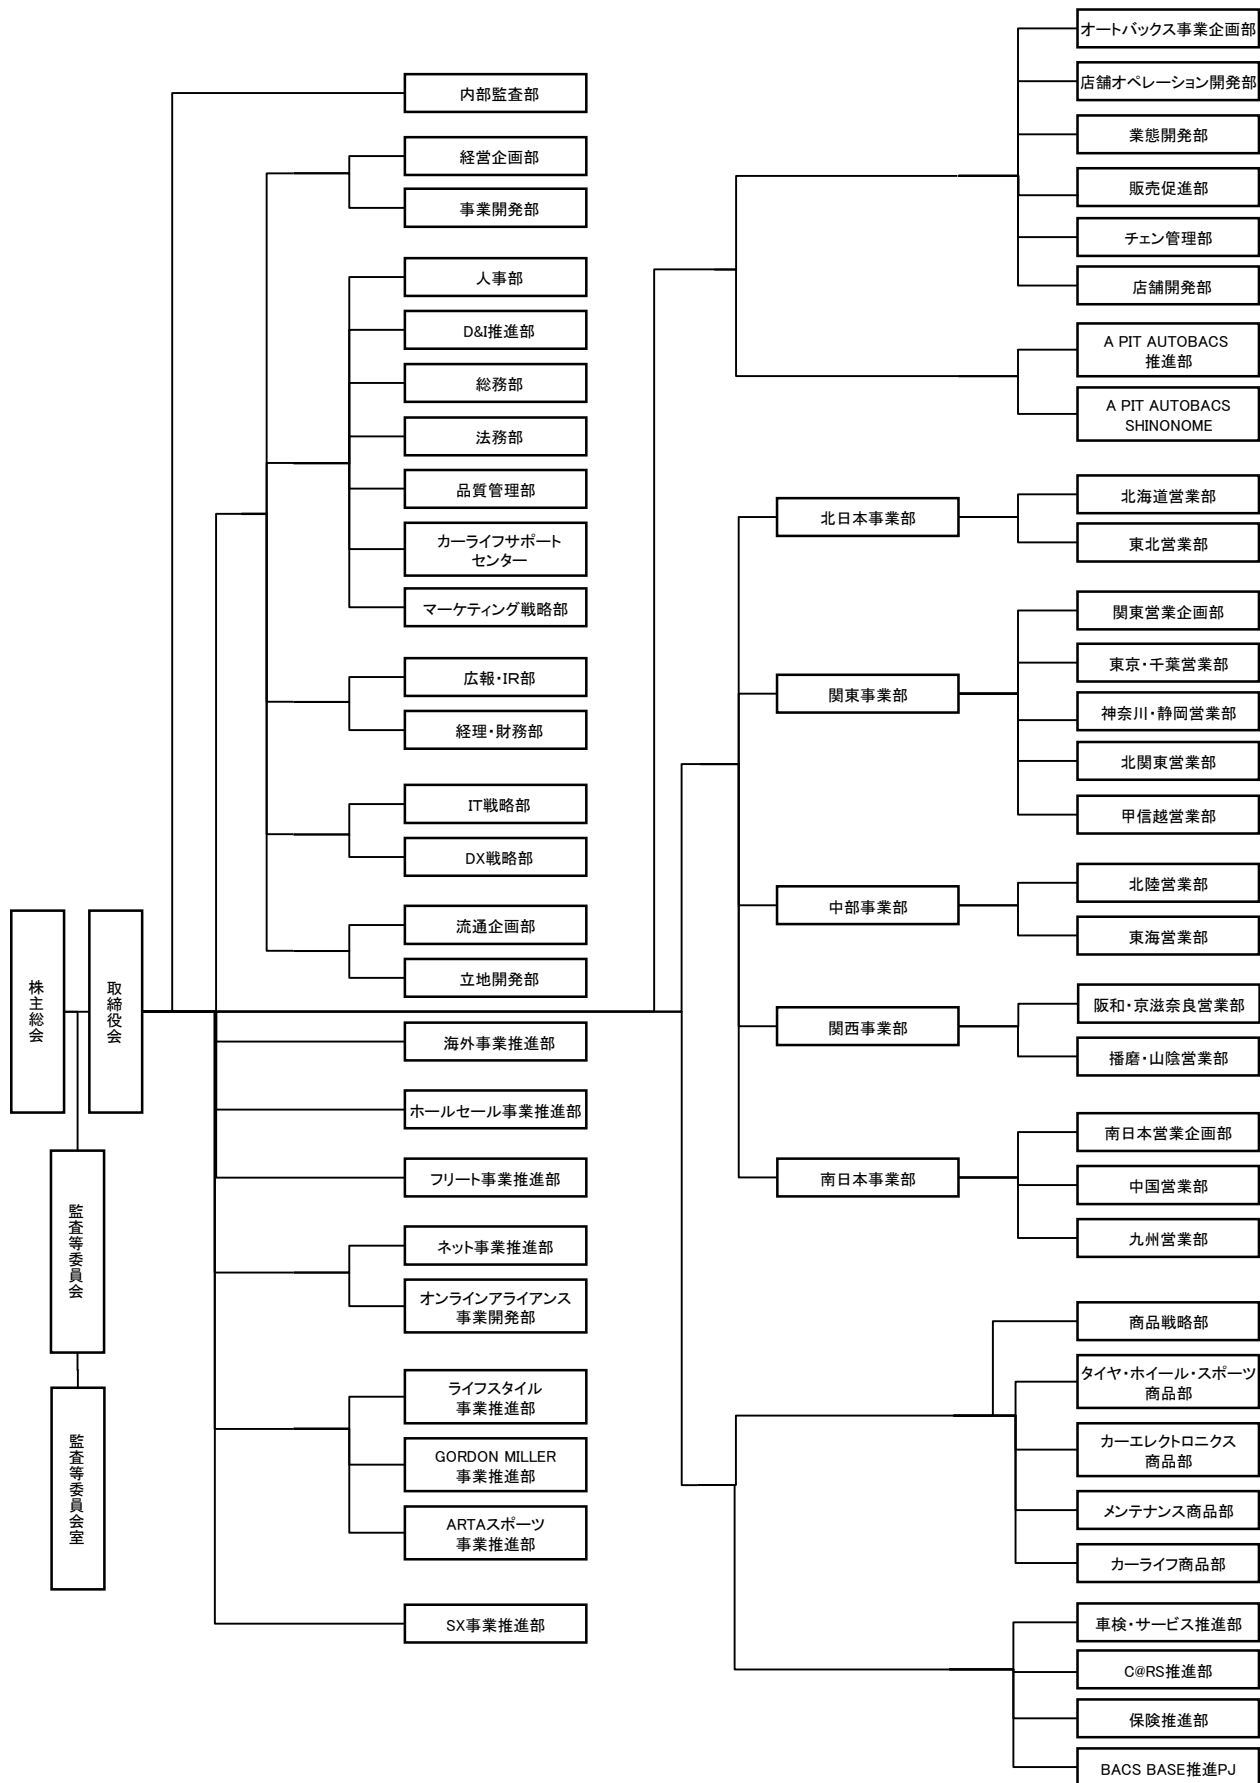 株主総会
取締役会
監査等委員会
監査等委員会室
内部監査部
経営企画部
事業開発部
人事部
D&I推進部
総務部
法務部
品質管理部
カーライフサポート
センター
マーケティング戦略部
広報・IR部
経理・財務部
IT戦略部
DX戦略部
流通企画部
立地開発部
海外事業推進部
ホールセール事業推進部
フリート事業推進部
ネット事業推進部
オンラインアライアンス
事業開発部
ライフスタイル
事業推進部
GORDON MILLER
事業推進部
ARTAスポーツ
事業推進部
SX事業推進部
北日本事業部
関東事業部
中部事業部
関西事業部
南日本事業部
オートバックス事業企画部
店舗オペレーション開発部
業態開発部
販売促進部
チェン管理部
店舗開発部
A PIT AUTOBACS
推進部
A PIT AUTOBACS
SHINONOME
北海道営業部
東北営業部
関東営業企画部
東京・千葉営業部
神奈川・静岡営業部
北関東営業部
甲信越営業部
北陸営業部
東海営業部
阪和・京滋奈良営業部
播磨・山陰営業部
南日本営業企画部
中国営業部
九州営業部
商品戦略部
タイヤ・ホイール・スポーツ
商品部
カーエレクトロニクス
商品部
メンテナンス商品部
カーライフ商品部
車検・サービス推進部
C@RS推進部
保険推進部
BACS BASE推進PJ